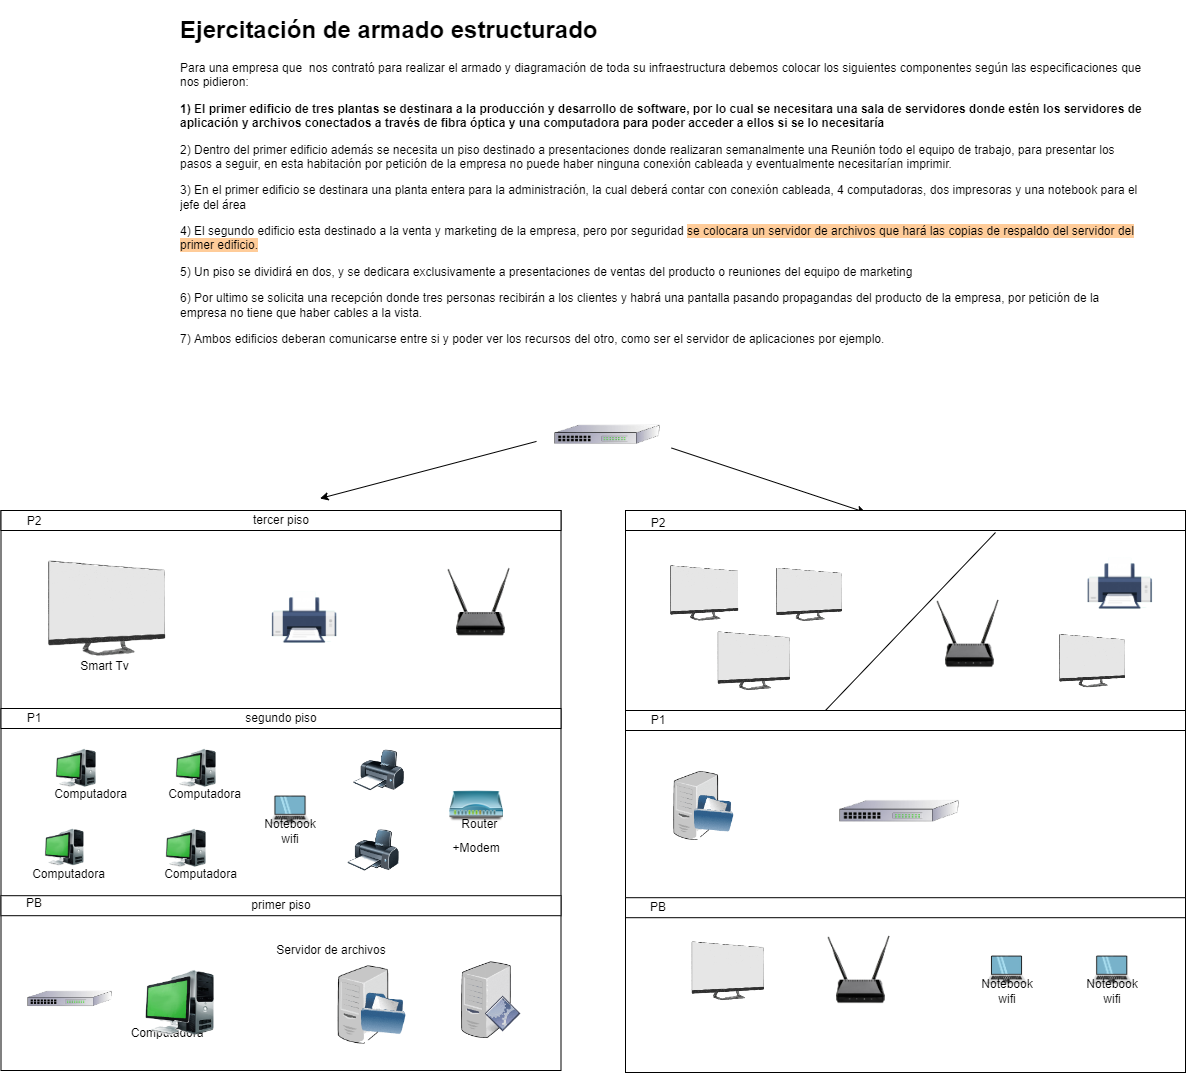 Ejercitación de armado estructurado
Para una empresa que  nos contrató para realizar el armado y diagramación de toda su infraestructura debemos colocar los siguientes componentes según las especificaciones que
nos pidieron:
1) El primer edificio de tres plantas se destinara a la producción y desarrollo de software, por lo cual se necesitara una sala de servidores donde estén los servidores de
aplicación y archivos conectados a través de fibra óptica y una computadora para poder acceder a ellos si se lo necesitaría
2) Dentro del primer edificio además se necesita un piso destinado a presentaciones donde realizaran semanalmente una Reunión todo el equipo de trabajo, para presentar los
pasos a seguir, en esta habitación por petición de la empresa no puede haber ninguna conexión cableada y eventualmente necesitarían imprimir.
3) En el primer edificio se destinara una planta entera para la administración, la cual deberá contar con conexión cableada, 4 computadoras, dos impresoras y una notebook para el
jefe del área
4) El segundo edificio esta destinado a la venta y marketing de la empresa, pero por seguridad se colocara un servidor de archivos que hará las copias de respaldo del servidor del
primer edificio.
5) Un piso se dividirá en dos, y se dedicara exclusivamente a presentaciones de ventas del producto o reuniones del equipo de marketing
6) Por ultimo se solicita una recepción donde tres personas recibirán a los clientes y habrá una pantalla pasando propagandas del producto de la empresa, por petición de la
empresa no tiene que haber cables a la vista.
7) Ambos edificios deberan comunicarse entre si y poder ver los recursos del otro, como ser el servidor de aplicaciones por ejemplo.
P2
tercer piso
Smart Tv
P1
segundo piso
Computadora
Computadora
Notebook
wifi
Router
+Modem
Computadora
Computadora
PB
primer piso
Servidor de archivos
Computadora
P2
P1
PB
Notebook
wifi
Notebook
wifi